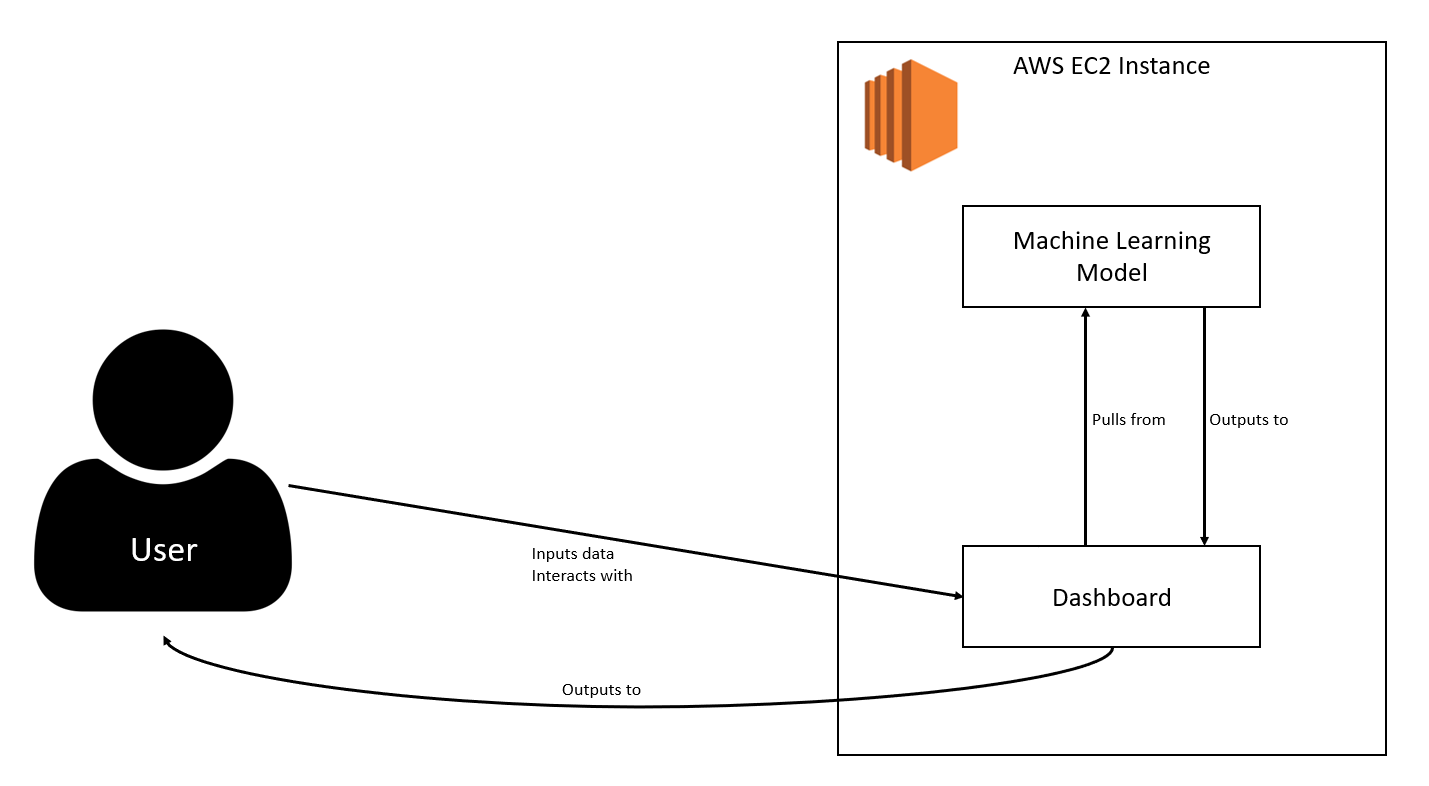 AWS EC2 Instance
Machine Learning
Model
Pulls from
Outputs to
User
Inputs data
Interacts with
Dashboard
Outputs to